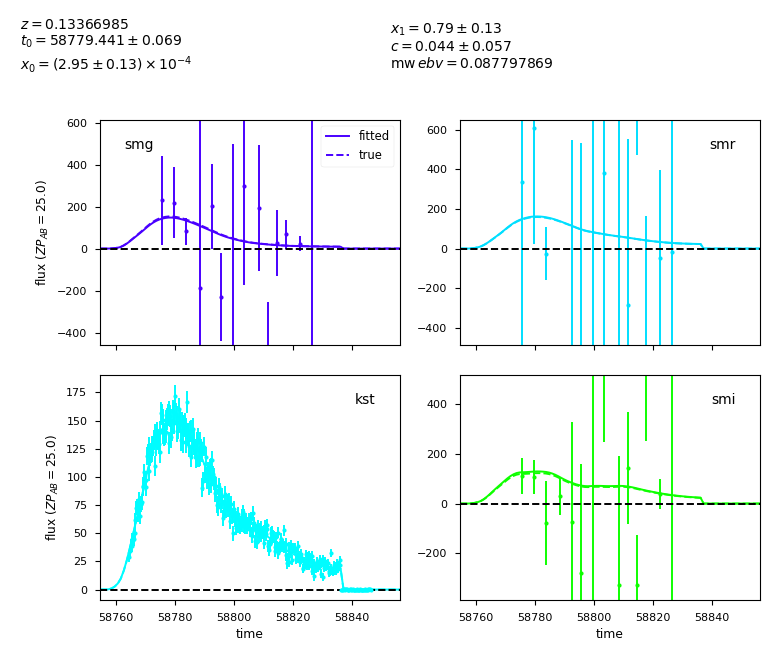 z = 0.13366985
t₀ = 58779.441 ± 0.069
x₀ = (2.95 ± 0.13) × 10⁻⁴
x₁ = 0.79 ± 0.13
c = 0.044 ± 0.057
mw ebv = 0.087797869
smg
fitted
true
600
400
200
0
−200
−400
flux (ZP_AB = 25.0)
smr
600
400
200
0
−200
−400
kst
175
150
125
100
75
50
25
0
flux (ZP_AB = 25.0)
58760 58780 58800 58820 58840
time
smi
400
200
0
−200
58760 58780 58800 58820 58840
time